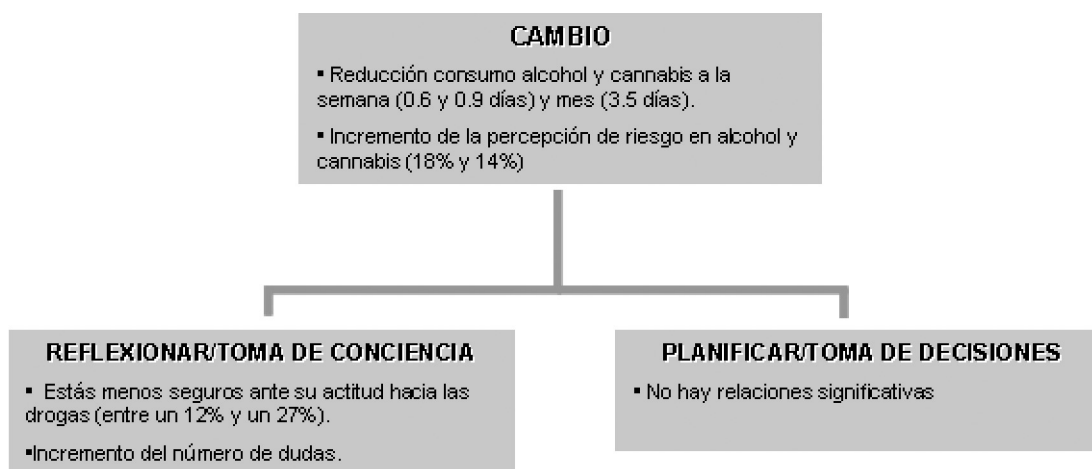 CAMBIO
▪ Reducción consumo alcohol y cannabis a la
semana (0.6 y 0.9 días) y mes (3.5 días).
▪ Incremento de la percepción de riesgo en alcohol y
cannabis (18% y 14%)
REFLEXIONAR/TOMA DE CONCIENCIA
▪ Estás menos seguros ante su actitud hacia las
drogas (entre un 12% y un 27%).
▪Incremento del número de dudas.
PLANIFICAR/TOMA DE DECISIONES
▪ No hay relaciones significativas